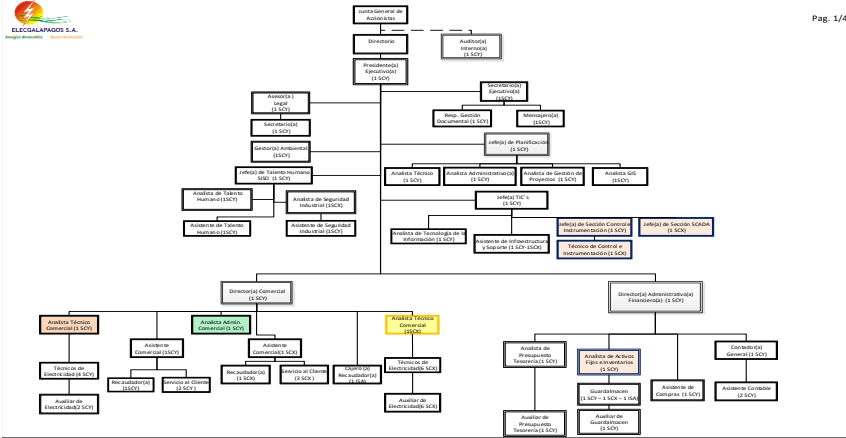 ELECGALAPAGOS S.A.
Pag. 1/4
Junta General de
Accionistas
Directorio
Auditor(a)
Interno(a)
(1 SCY)
Presidente(a)
Ejecutivo(a)
(1 SCY)
Asesor(a)
Legal
(1 SCY)
Secretario(a)
Ejecutivo(a)
(1SCY)
Secretario(a)
(1 SCY)
Resp. Gestión
Documental (1 SCY)
Mensajero(a)
(1SCY)
Gestor(a) Ambiental
(1SCY)
Jefe(a) de Planificación
(1 SCY)
Jefe(a) de Talento Humano
SISO (1 SCY)
Analista Técnico
(1 SCY)
Analista Administrativo(a)
(1 SCY)
Analista de Gestión de
Proyectos (1 SCY)
Analista GIS
(1SCY)
Analista de Talento
Humano (1SCY)
Analista de Seguridad
Industrial (1SCX)
Jefe(a) TIC´s
(1 SCY)
Asistente de Talento
Humano(1 SCY)
Asistente de Seguridad
Industrial (1SCY)
Analista de Tecnología de la
Información (1 SCY)
Asistente de Infraestructura
y Soporte (1 SCY-1SCX)
Jefe(a) de Sección Control e
Instrumentación (1 SCY)
Jefe(a) de Sección SCADA
(1 SCX)
Técnico de Control e
Instrumentación (1 SCX)
Director(a) Comercial
(1 SCY)
Director(a) Administrativo(a)
Financiero(a) (1 SCY)
Analista Técnico
Comercial (1 SCY)
Analista Admin.
Comercial (1 SCY)
Analista Técnico
Comercial
(1SCX)
Asistente
Comercial (1SCY)
Asistente
Comercial(1 SCX)
Técnicos de
Electricidad (4 SCY)
Recaudador(a)
(1SCY)
Servicio al Cliente
(2 SCY)
Recaudador(a)
(1 SCX)
Servicio al Cliente
(3 SCX)
Cajero(a)
Recaudador(a)
(1 ISA)
Técnicos de
Electricidad(6 SCX)
Auxiliar de
Electricidad(2 SCY)
Auxiliar de
Electricidad(6 SCX)
Analista de
Presupuesto
Tesorería (1 SCY)
Analista de Activos
Fijos e Inventarios
(1 SCY)
Contador(a)
General (1 SCY)
Guardalmacen
(1 SCY – 1 SCX – 1 ISA)
Asistente de
Compras (1 SCY)
Asistente Contable
(2 SCY)
Auxiliar de
Presupuesto
Tesorería (1 SCY)
Auxiliar de
Guardalmacen
(1 SCY)